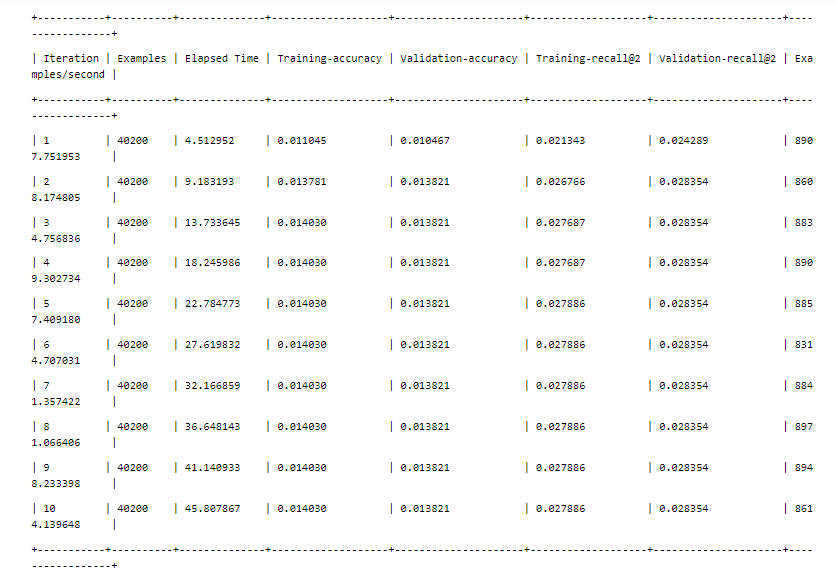 +-----------+----------+--------------+-------------------+---------------------+-------------------+---------------------+----
-------------+
| Iteration | Examples | Elapsed Time | Training-accuracy | Validation-accuracy | Training-recall@2 | Validation-recall@2 | Exa
mples/second |
+-----------+----------+--------------+-------------------+---------------------+-------------------+---------------------+----
-------------+
| 1         | 40200    | 4.512952     | 0.011045          | 0.010467            | 0.021343          | 0.024289            | 890
7.751953     |
| 2         | 40200    | 9.183193     | 0.013781          | 0.013821            | 0.026766          | 0.028354            | 860
8.174805     |
| 3         | 40200    | 13.733645    | 0.014030          | 0.013821            | 0.027687          | 0.028354            | 883
4.756836     |
| 4         | 40200    | 18.245986    | 0.014030          | 0.013821            | 0.027687          | 0.028354            | 890
9.302734     |
| 5         | 40200    | 22.784773    | 0.014030          | 0.013821            | 0.027886          | 0.028354            | 885
7.409180     |
| 6         | 40200    | 27.619832    | 0.014030          | 0.013821            | 0.027886          | 0.028354            | 831
4.707031     |
| 7         | 40200    | 32.166859    | 0.014030          | 0.013821            | 0.027886          | 0.028354            | 884
1.357422     |
| 8         | 40200    | 36.648143    | 0.014030          | 0.013821            | 0.027886          | 0.028354            | 897
1.066406     |
| 9         | 40200    | 41.140933    | 0.014030          | 0.013821            | 0.027886          | 0.028354            | 894
8.233398     |
| 10        | 40200    | 45.807867    | 0.014030          | 0.013821            | 0.027886          | 0.028354            | 861
4.139648     |
+-----------+----------+--------------+-------------------+---------------------+-------------------+---------------------+----
-------------+